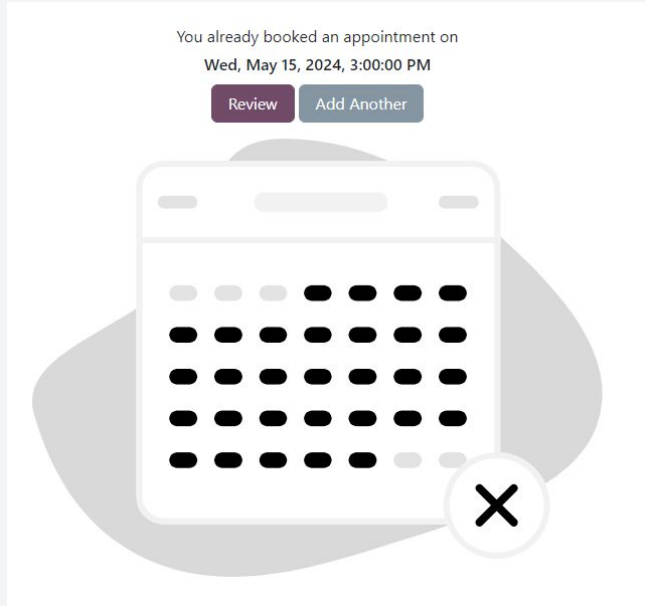 You already booked an appointment on
Wed, May 15, 2024, 3:00:00 PM
Review Add Another